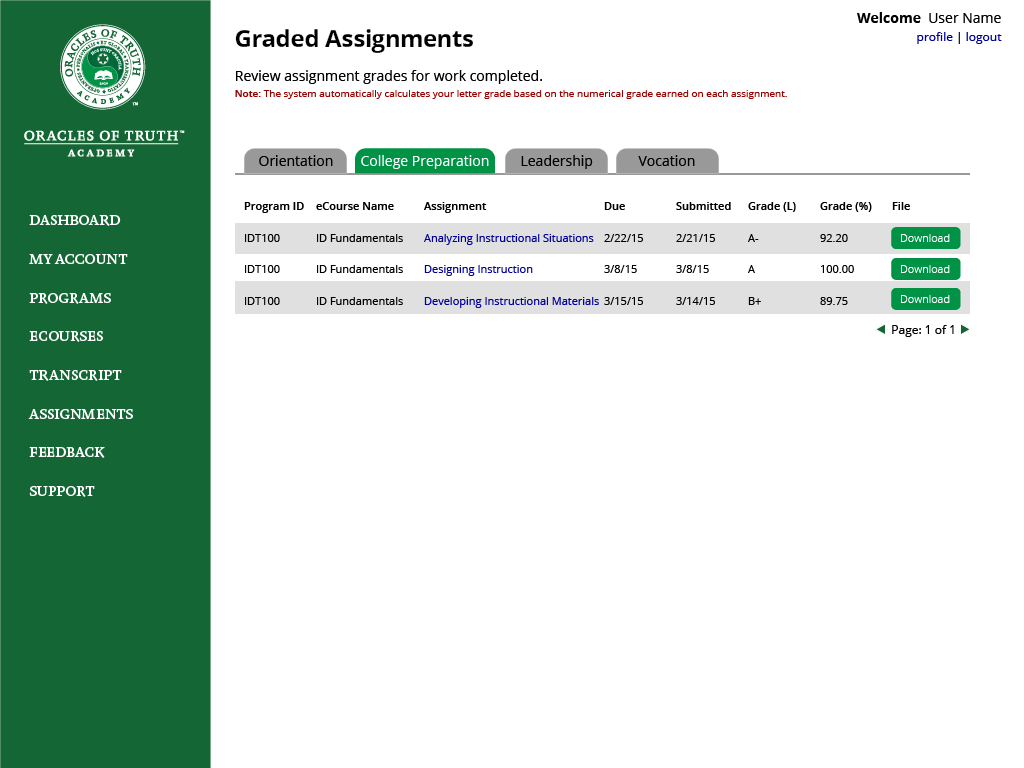 ORACLES OF TRUTH
ACADEMY
™
ORACLES OF TRUTH™
ACADEMY
DASHBOARD
MY ACCOUNT
PROGRAMS
ECOURSES
TRANSCRIPT
ASSIGNMENTS
FEEDBACK
SUPPORT
Welcome User Name
profile | logout
Graded Assignments
Review assignment grades for work completed.
Note: The system automatically calculates your letter grade based on the numerical grade earned on each assignment.
Orientation College Preparation Leadership Vocation
Program ID eCourse Name Assignment Due Submitted Grade (L) Grade (%) File
IDT100 ID Fundamentals Analyzing Instructional Situations 2/22/15 2/21/15 A- 92.20 Download
IDT100 ID Fundamentals Designing Instruction 3/8/15 3/8/15 A 100.00 Download
IDT100 ID Fundamentals Developing Instructional Materials 3/15/15 3/14/15 B+ 89.75 Download
Page: 1 of 1